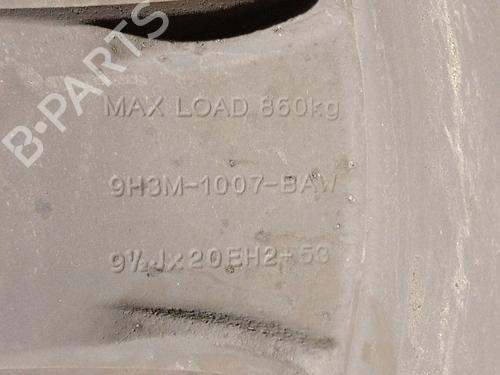 B-PARTS
MAX LOAD 860kg
9H3M-1007-BAW
9½Jx20EH2+53